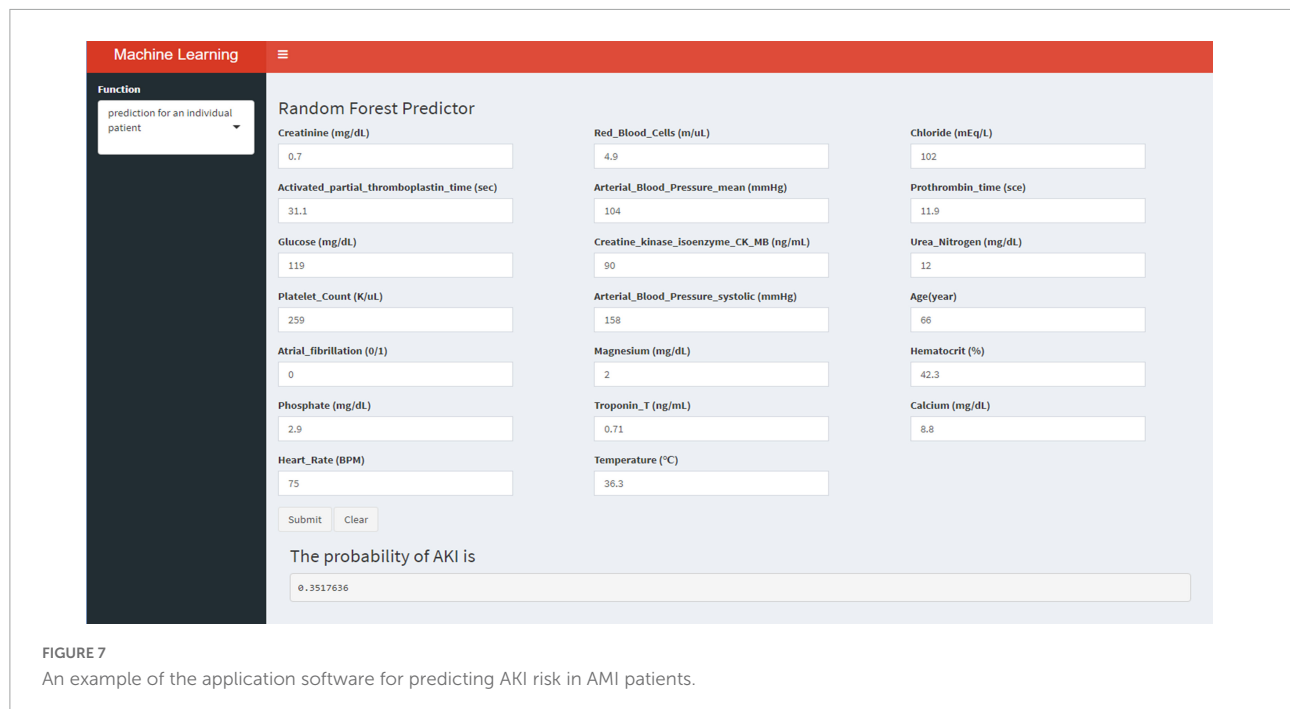 Machine Learning
Function
prediction for an individual
patient
Random Forest Predictor
Creatinine (mg/dL)
Red_Blood_Cells (m/uL)
Chloride (mEq/L)
0.7
4.9
102
Activated_partial_thromboplastin_time (sec)
Arterial_Blood_Pressure_mean (mmHg)
Prothrombin_time (sce)
31.1
104
11.9
Glucose (mg/dL)
Creatine_kinase_isoenzyme_CK_MB (ng/mL)
Urea_Nitrogen (mg/dL)
119
90
12
Platelet_Count (K/uL)
Arterial_Blood_Pressure_systolic (mmHg)
Age(year)
259
158
66
Atrial_fibrillation (0/1)
Magnesium (mg/dL)
Hematocrit (%)
0
2
42.3
Phosphate (mg/dL)
Troponin_T (ng/mL)
Calcium (mg/dL)
2.9
0.71
8.8
Heart_Rate (BPM)
Temperature (°C)
75
36.3
Submit
Clear
The probability of AKI is
0.3517636
FIGURE 7
An example of the application software for predicting AKI risk in AMI patients.